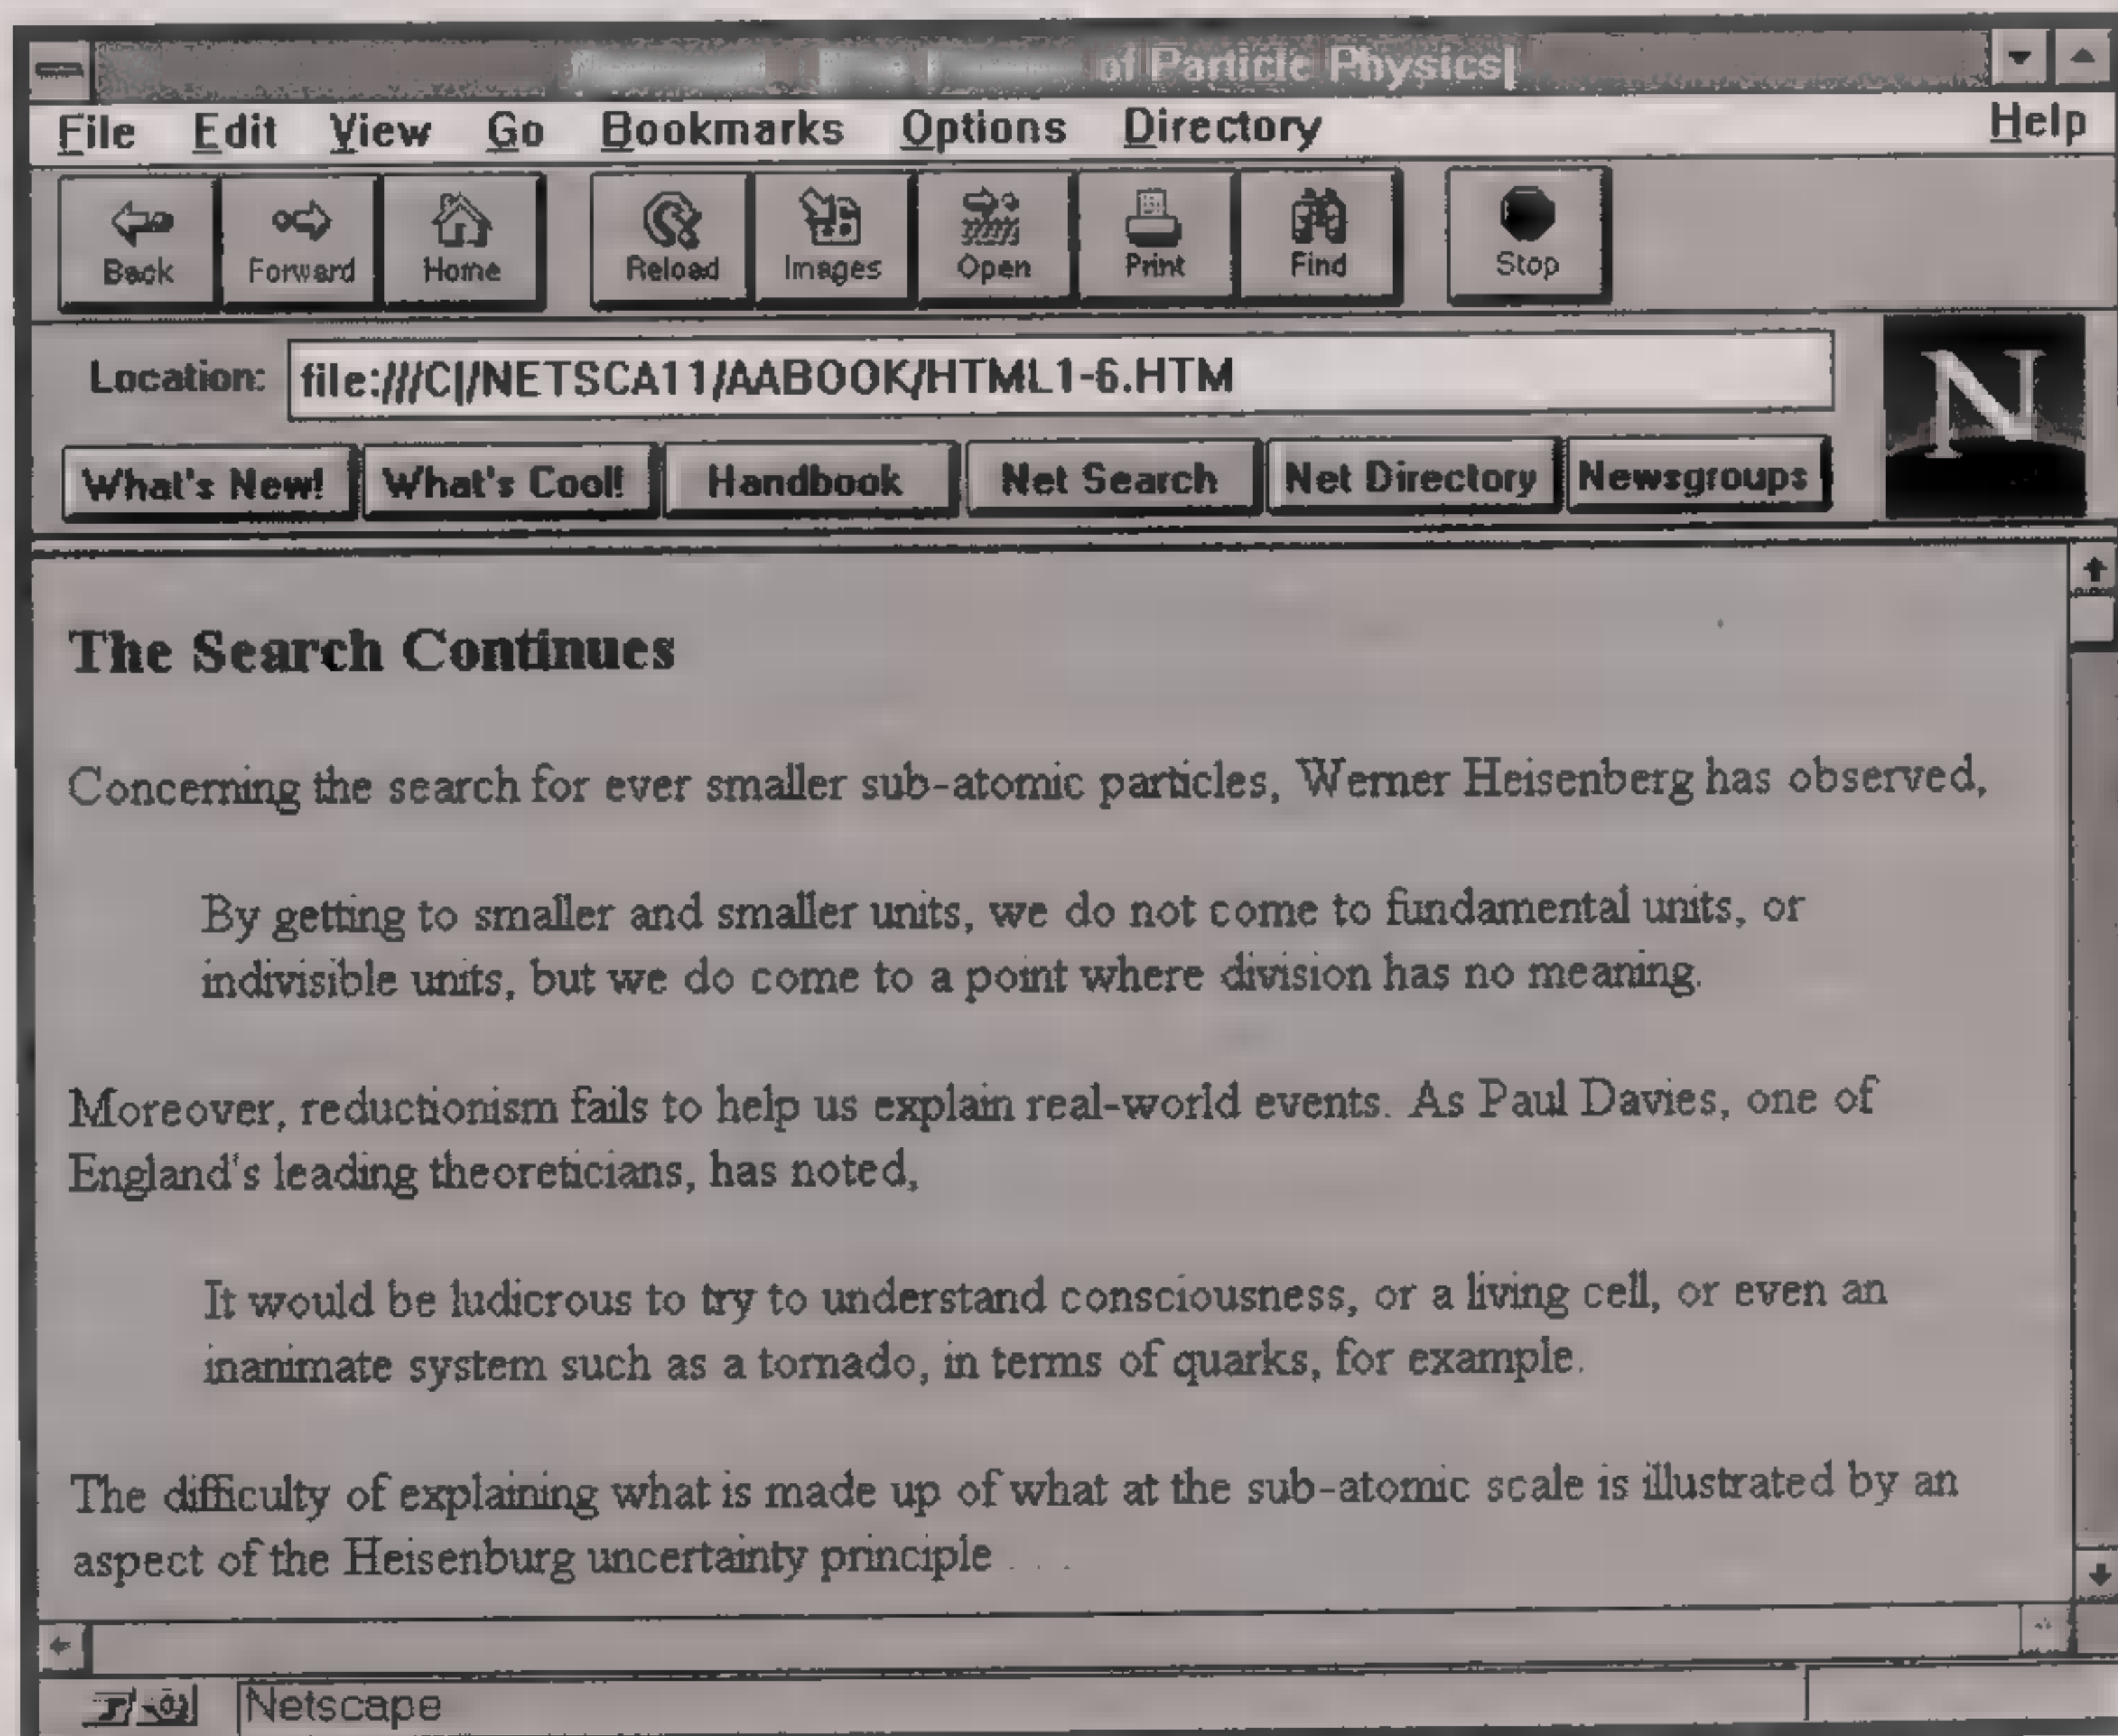 of Particle Physics]
File Edit View Go Bookmarks Options Directory Help
Back Forward Home Reload Images Open Print Find Stop
Location: file:///C|/NETSCA11/AABOOK/HTML1-6.HTM
N
What's New! What's Cool! Handbook Net Search Net Directory Newsgroups
The Search Continues
Concerning the search for ever smaller sub-atomic particles, Werner Heisenberg has observed,
By getting to smaller and smaller units, we do not come to fundamental units, or
indivisible units, but we do come to a point where division has no meaning.
Moreover, reductionism fails to help us explain real-world events. As Paul Davies, one of
England's leading theoreticians, has noted,
It would be ludicrous to try to understand consciousness, or a living cell, or even an
inanimate system such as a tornado, in terms of quarks, for example.
The difficulty of explaining what is made up of what at the sub-atomic scale is illustrated by an
aspect of the Heisenburg uncertainty principle . . .
Netscape